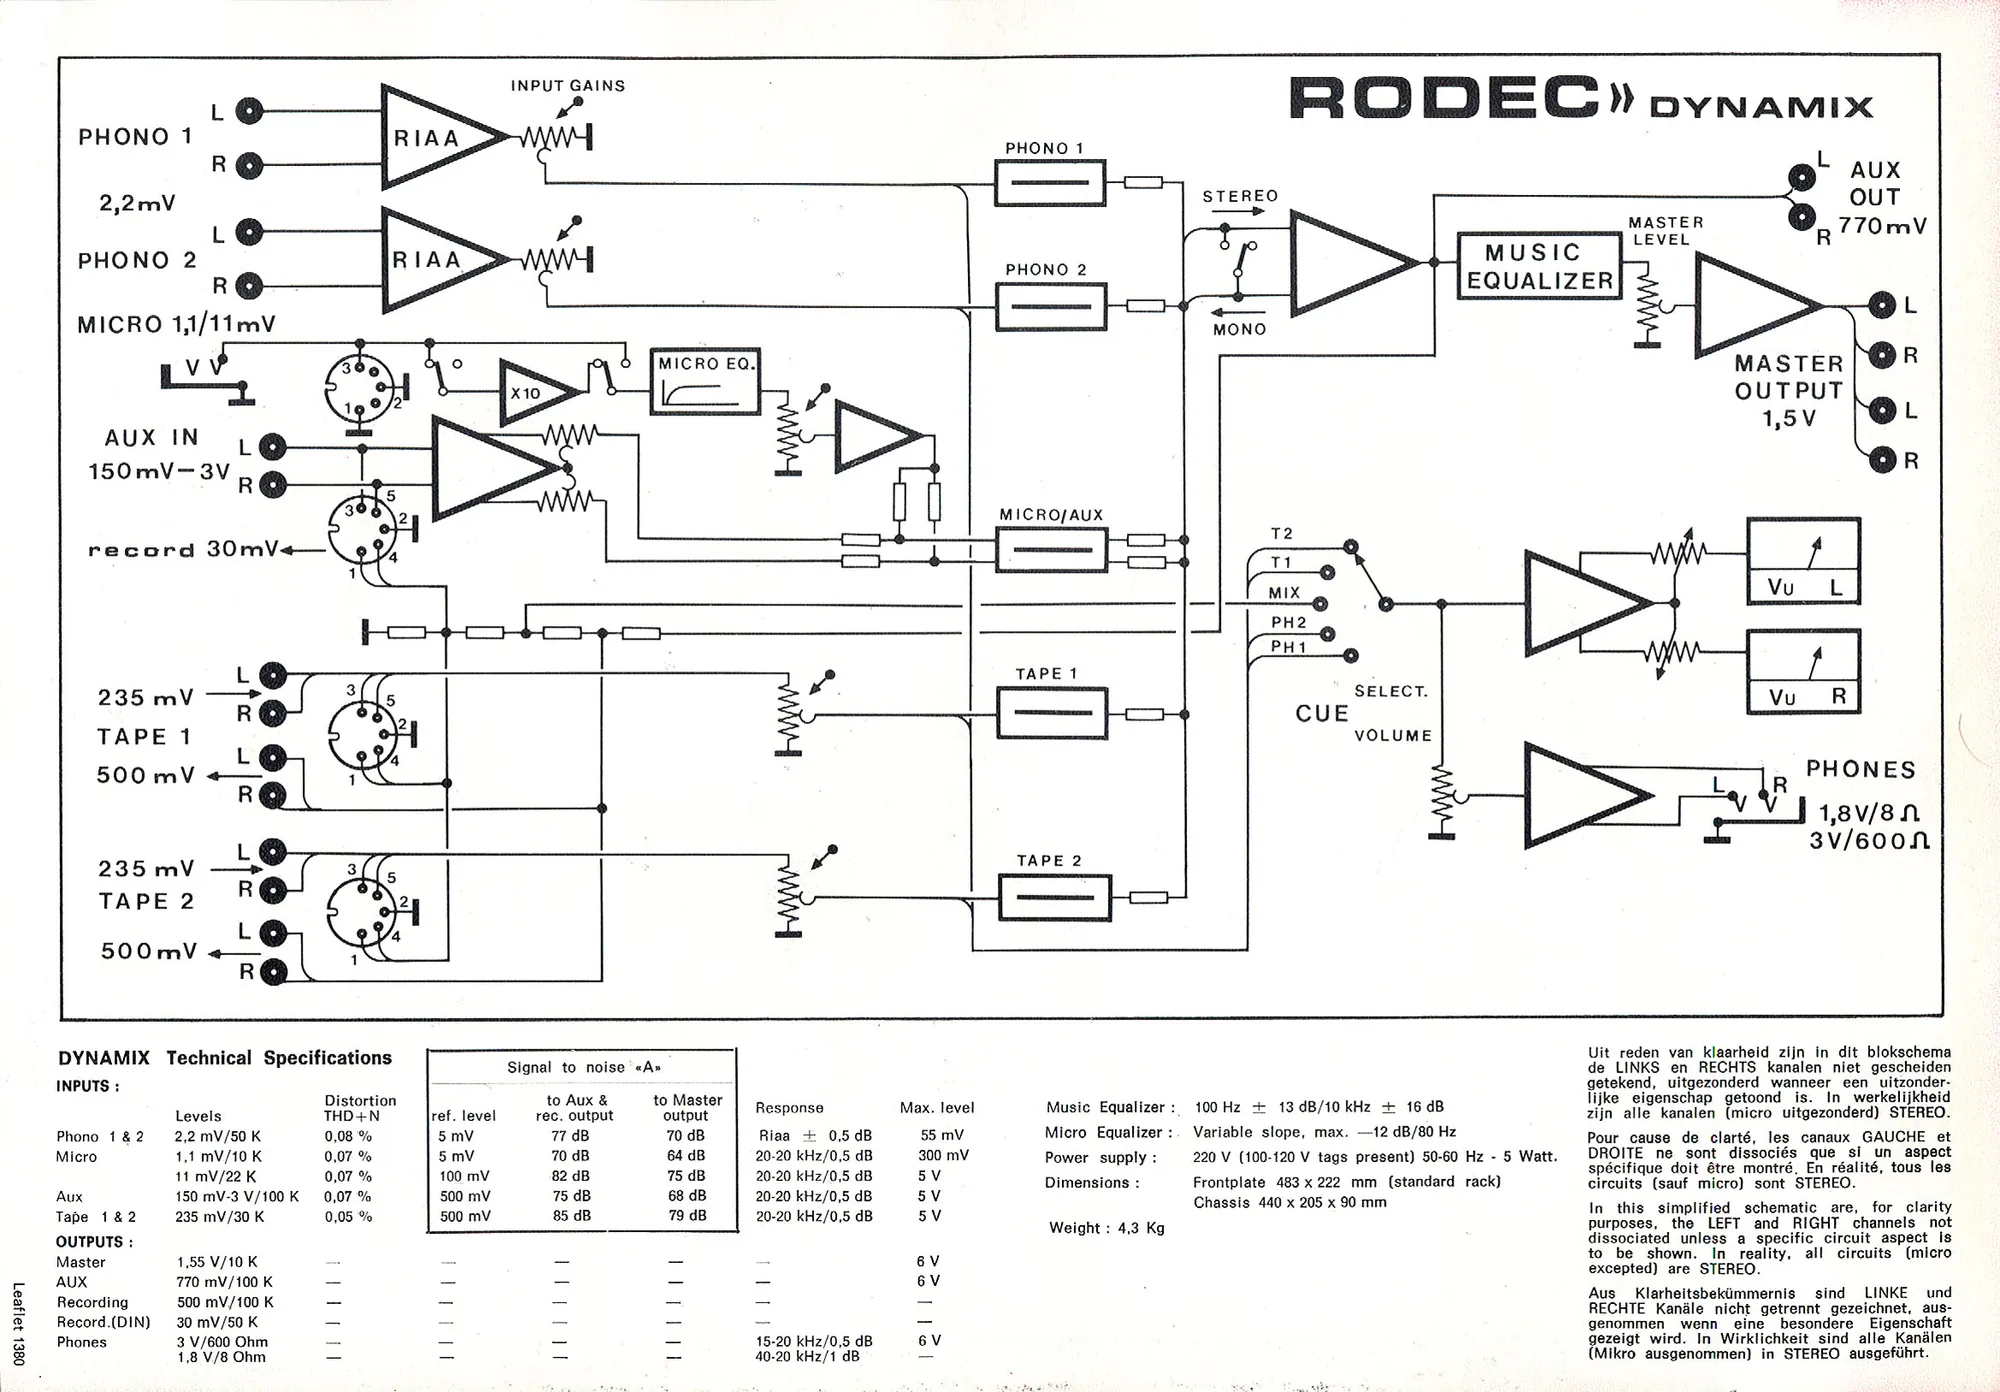 RODEC» DYNAMIX
INPUT GAINS
PHONO 1
L
R
RIAA
2,2mV
PHONO 2
L
R
RIAA
MICRO 1,1/11mV
3
1
2
X10
MICRO EQ.
AUX IN
150mV—3V
L
R
3
5
2
4
1
record 30mV
235 mV
TAPE 1
500 mV
L
R
L
R
3
5
2
4
1
235 mV
TAPE 2
500mV
L
R
L
R
3
5
2
4
1
PHONO 1
PHONO 2
MICRO/AUX
TAPE 1
TAPE 2
STEREO
MONO
MUSIC
EQUALIZER
MASTER
LEVEL
L
R
AUX
OUT
770mV
MASTER
OUTPUT
1,5V
L
R
L
R
T2
T1
MIX
PH2
PH1
CUE
SELECT.
VOLUME
VU L
VU R
L
R
PHONES
1,8V/8Ω
3V/600Ω
DYNAMIX Technical Specifications
INPUTS :
Levels
Distortion
THD+N
Signal to noise «A»
ref. level
to Aux &
rec. output
to Master
output
Response
Max. level
Phono 1 & 2 2,2 mV/50 K 0,08 % 5 mV 77 dB 70 dB Riaa ± 0,5 dB 55 mV
Micro 1,1 mV/10 K 0,07 % 5 mV 70 dB 64 dB 20-20 kHz/0,5 dB 300 mV
11 mV/22 K 0,07 % 100 mV 82 dB 75 dB 20-20 kHz/0,5 dB 5 V
Aux 150 mV-3 V/100 K 0,07 % 500 mV 75 dB 68 dB 20-20 kHz/0,5 dB 5 V
Tape 1 & 2 235 mV/30 K 0,05 % 500 mV 85 dB 79 dB 20-20 kHz/0,5 dB 5 V
OUTPUTS :
Master 1,55 V/10 K — — — — — 6 V
AUX 770 mV/100 K — — — — — 6 V
Recording 500 mV/100 K — — — — — —
Record.(DIN) 30 mV/50 K — — — — — —
Phones 3 V/600 Ohm — — — — 15-20 kHz/0,5 dB 6 V
1,8 V/8 Ohm — — — — 40-20 kHz/1 dB —
Music Equalizer : 100 Hz ± 13 dB/10 kHz ± 16 dB
Micro Equalizer : Variable slope, max. —12 dB/80 Hz
Power supply : 220 V (100-120 V tags present) 50-60 Hz - 5 Watt.
Dimensions : Frontplate 483 x 222 mm (standard rack)
Chassis 440 x 205 x 90 mm
Weight : 4,3 Kg
Uit reden van klaarheid zijn in dit blokschema
de LINKS en RECHTS kanalen niet gescheiden
getekend, uitgezonderd wanneer een uitzonder-
lijke eigenschap getoond is. In werkelijkheid
zijn alle kanalen (micro uitgezonderd) STEREO.
Pour cause de clarté, les canaux GAUCHE et
DROITE ne sont dissociés que si un aspect
spécifique doit être montré. En réalité, tous les
circuits (sauf micro) sont STEREO.
In this simplified schematic are, for clarity
purposes, the LEFT and RIGHT channels not
dissociated unless a specific circuit aspect is
to be shown. In reality, all circuits (micro
excepted) are STEREO.
Aus Klarheitsbekümmernis sind LINKE und
RECHTE Kanäle nicht getrennt gezeichnet, aus-
genommen wenn eine besondere Eigenschaft
gezeigt wird. In Wirklichkeit sind alle Kanälen
(Mikro ausgenommen) in STEREO ausgeführt.
Leaflet 1380